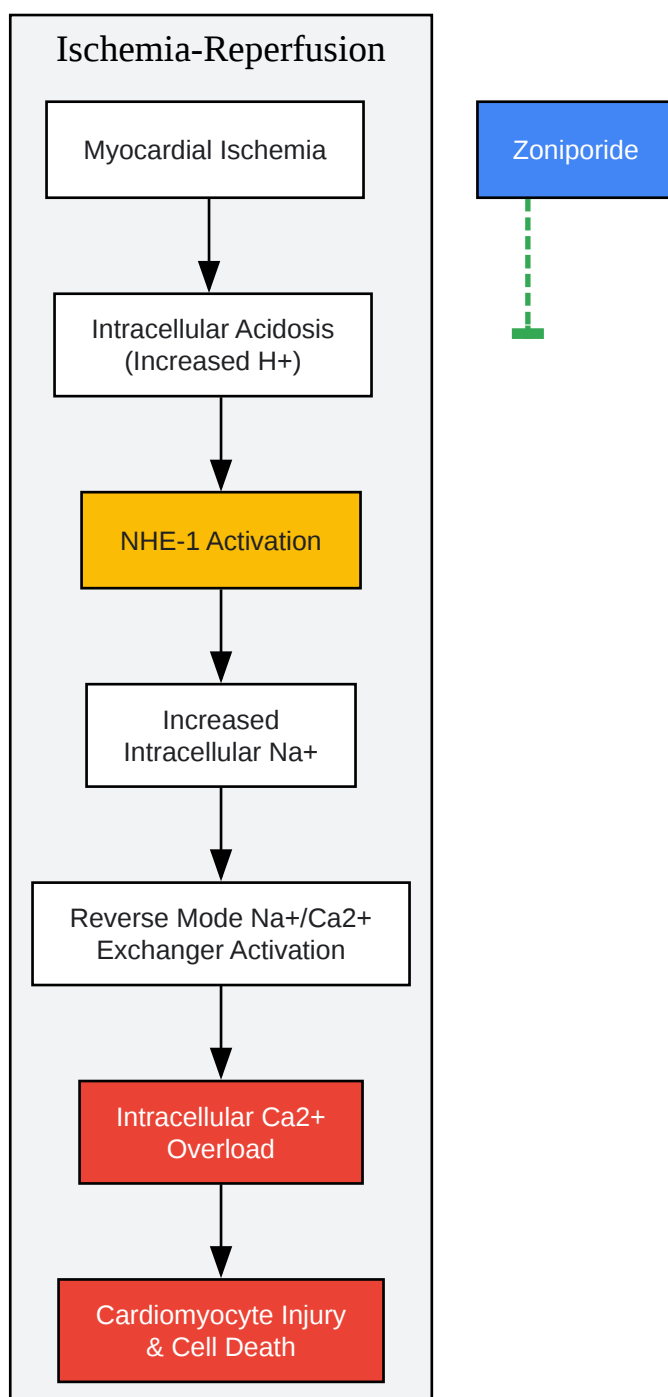 Ischemia-Reperfusion
Myocardial Ischemia
Zoniporide
Intracellular Acidosis
(Increased H+)
NHE-1 Activation
Increased
Intracellular Na+
Reverse Mode Na+/Ca2+
Exchanger Activation
Intracellular Ca2+
Overload
Cardiomyocyte Injury
& Cell Death